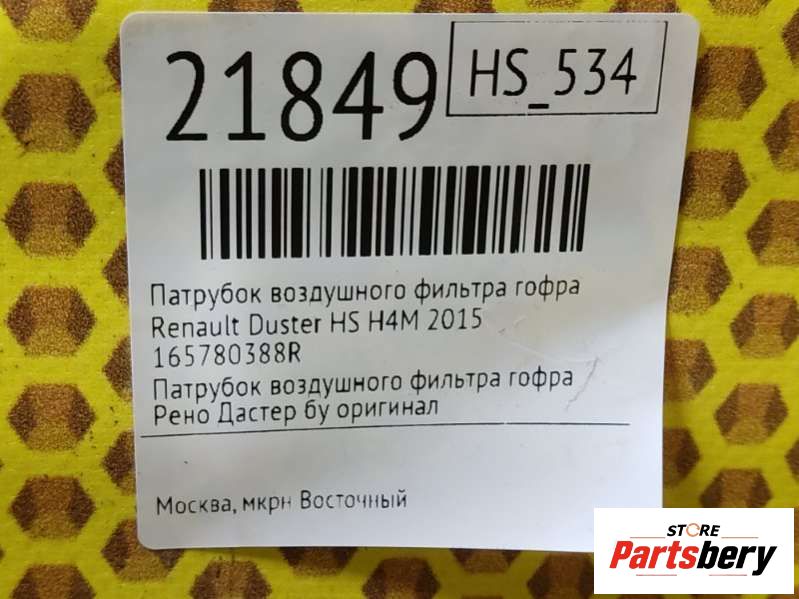 21849
HS_534
Патрубок воздушного фильтра гофра
Renault Duster HS H4M 2015
165780388R
Патрубок воздушного фильтра гофра
Рено Дастер бу оригинал
Москва, мкрн Восточный
STORE
Partsbery